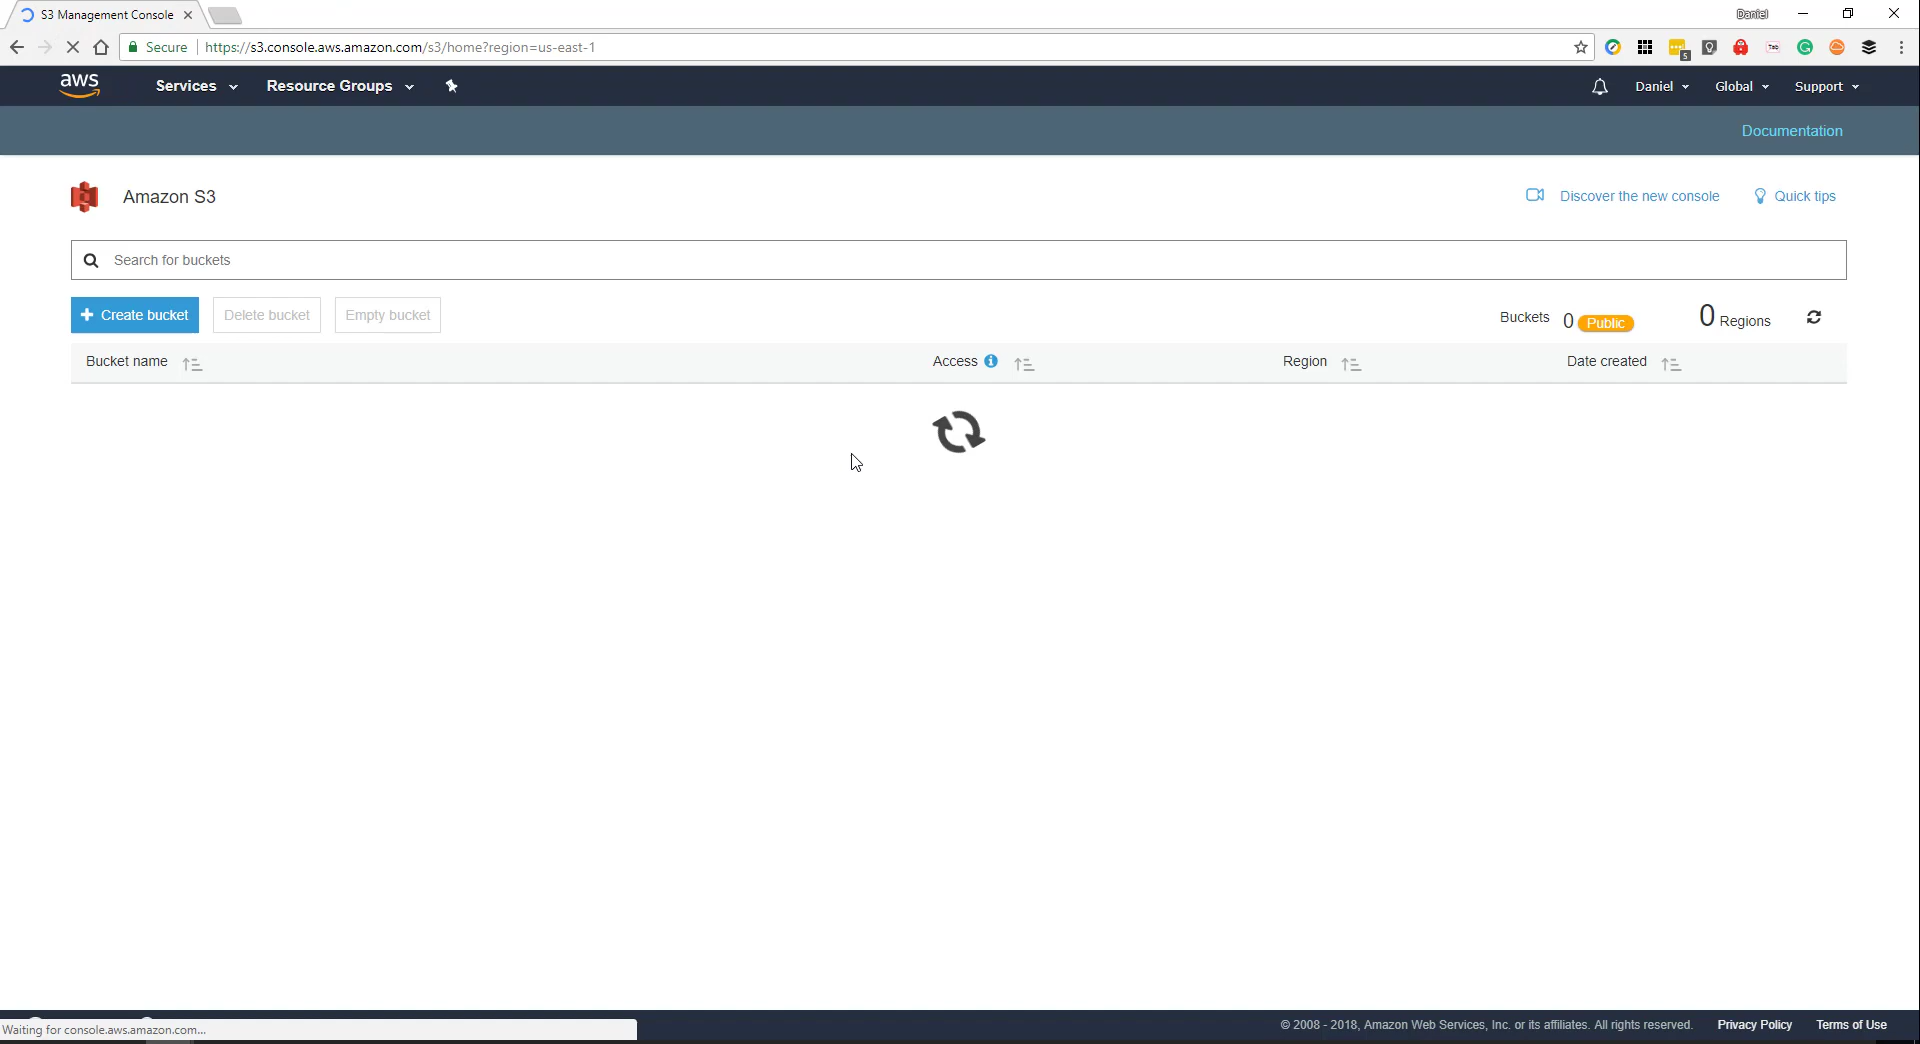 S3 Management Console
Daniel
Secure https://s3.console.aws.amazon.com/s3/home?region=us-east-1
5
Tab
aws Services Resource Groups Daniel Global Support
Documentation
Amazon S3 Discover the new console Quick tips
Search for buckets
Create bucket Delete bucket Empty bucket Buckets 0 Public 0 Regions
Bucket name Access Region Date created
Waiting for console.aws.amazon.com... © 2008 - 2018, Amazon Web Services, Inc. or its affiliates. All rights reserved. Privacy Policy Terms of Use